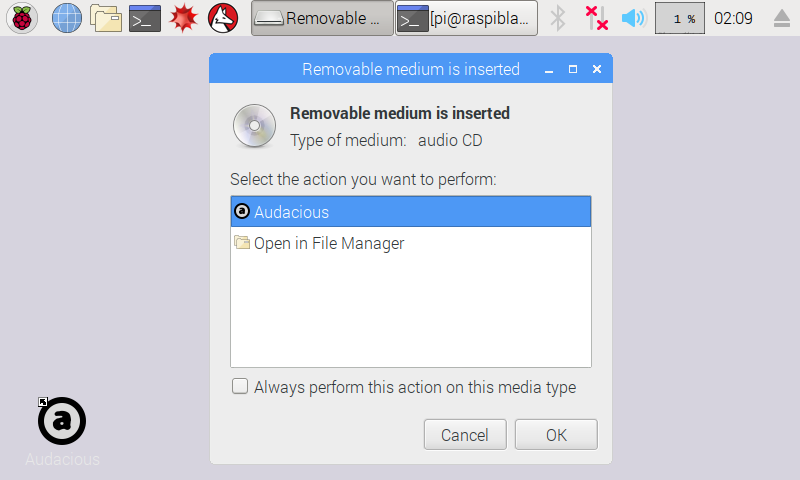 Removable ...
[pi@raspibla...
1 %
02:09
Removable medium is inserted
Removable medium is inserted
Type of medium: audio CD
Select the action you want to perform:
Audacious
Open in File Manager
Always perform this action on this media type
Cancel
OK
a
Audacious